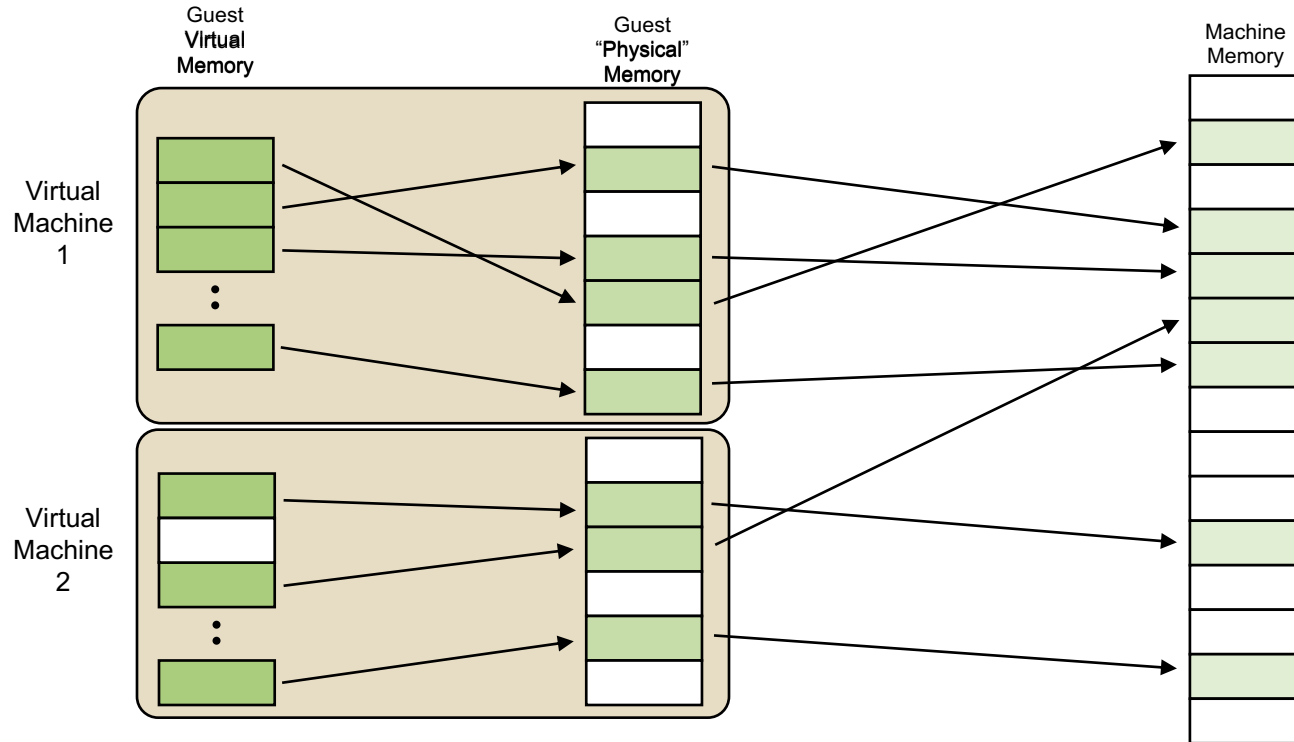 Guest
Virtual
Memory
Guest
“Physical”
Memory
Machine
Memory
Virtual
Machine
1
Virtual
Machine
2